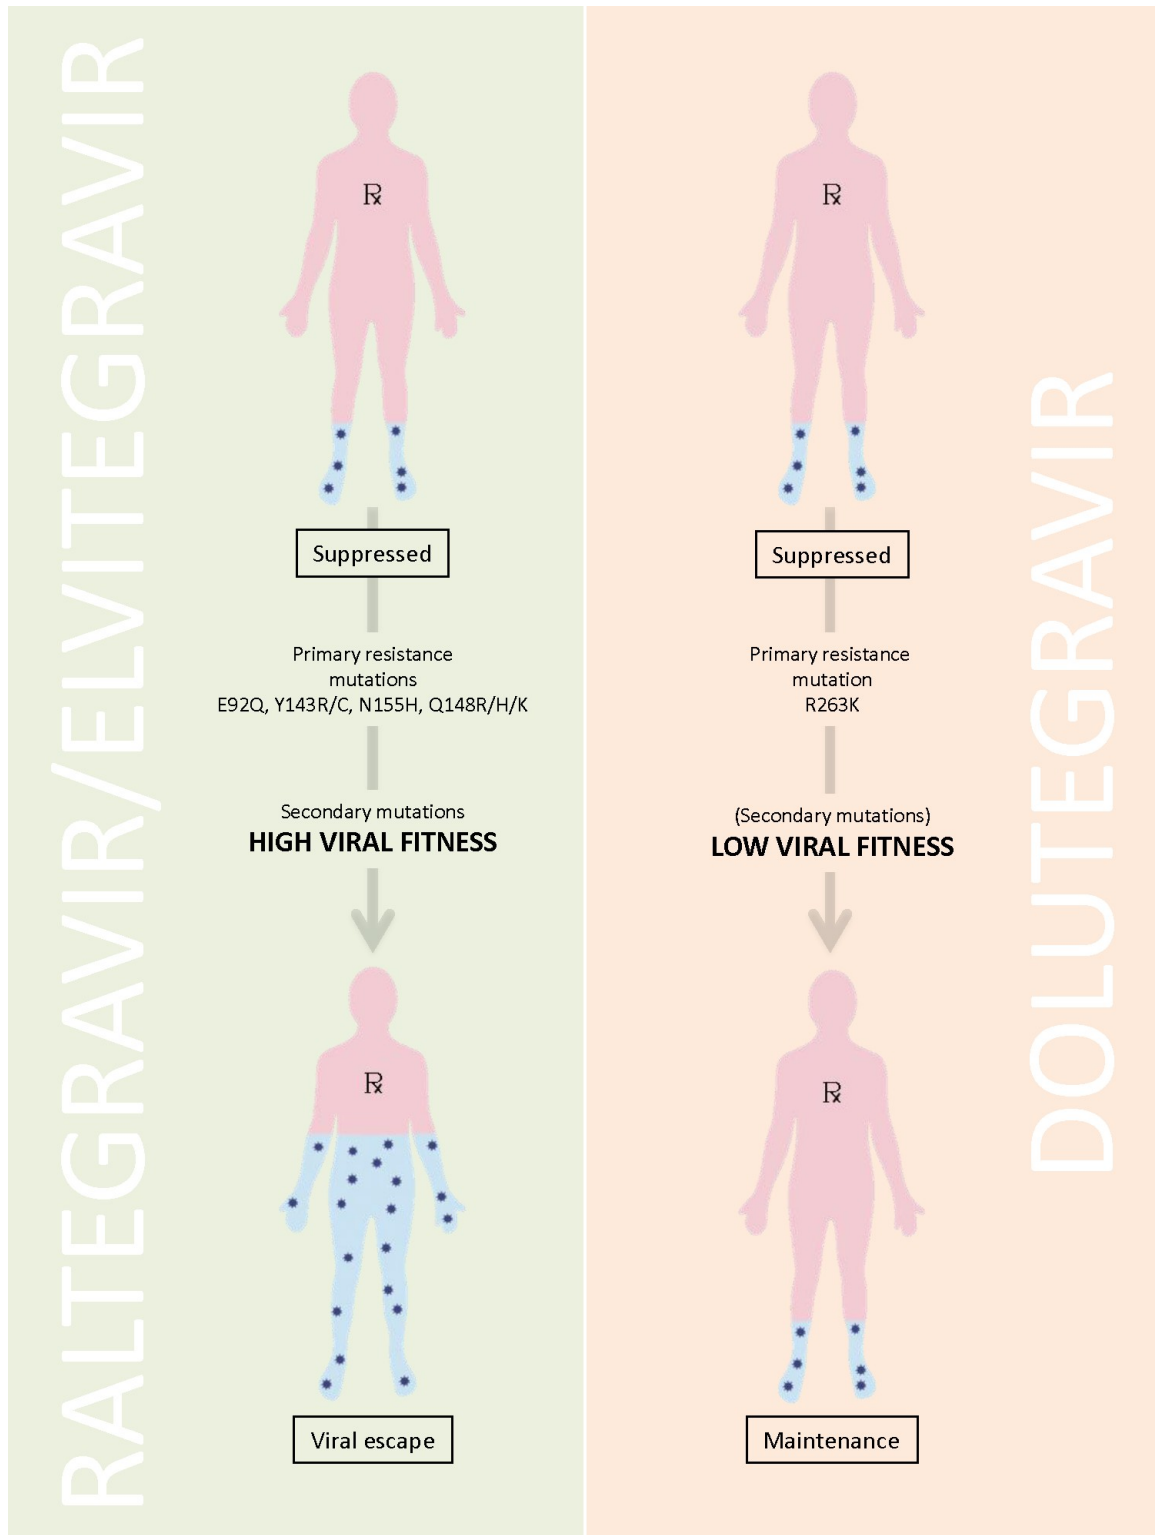 RALTEGRAVIR/ELVITEGRAVIR
℞
Suppressed
Primary resistance
mutations
E92Q, Y143R/C, N155H, Q148R/H/K
Secondary mutations
HIGH VIRAL FITNESS
℞
Viral escape
℞
Suppressed
Primary resistance
mutation
R263K
(Secondary mutations)
LOW VIRAL FITNESS
℞
Maintenance
DOLUTEGRAVIR